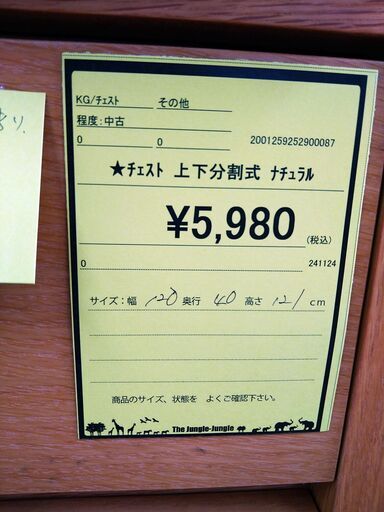 KG/ﾁｪｽﾄ その他
程度:中古
0 0 2001259252900087
★ﾁｪｽﾄ 上下分割式 ﾅﾁｭﾗﾙ
¥5,980
(税込)
0 241124
サイズ:幅 120 奥行 40 高さ 121 cm
商品のサイズ、状態を よくご確認下さい。
The Jungle-Jungle